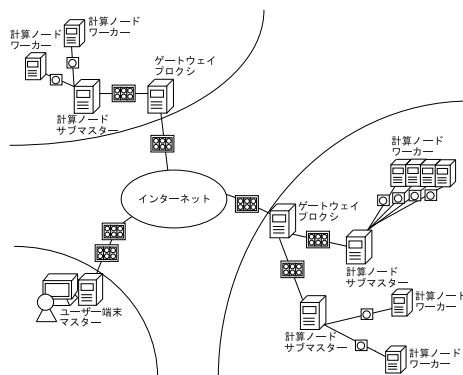 計算ノード
ワーカー
計算ノード
ワーカー
ゲートウェイ
プロクシ
計算ノード
サブマスター
インターネット
計算ノード
ワーカー
ゲートウェイ
プロクシ
計算ノード
サブマスター
ユーザー端末
マスター
計算ノード
サブマスター
計算ノード
ワーカー
計算ノード
ワーカー